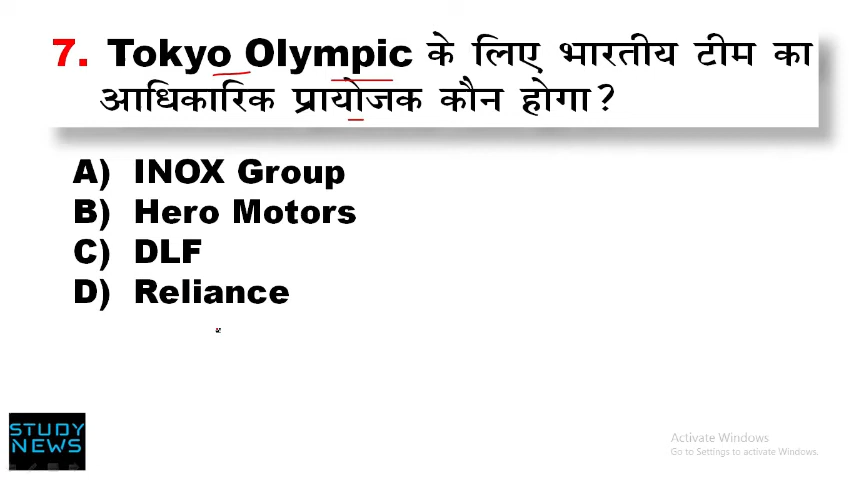 7. Tokyo Olympic के लिए भारतीय टीम का
आधिकारिक प्रायोजक कौन होगा?
A) INOX Group
B) Hero Motors
C) DLF
D) Reliance
STUDY
NEWS
Activate Windows
Go to Settings to activate Windows.